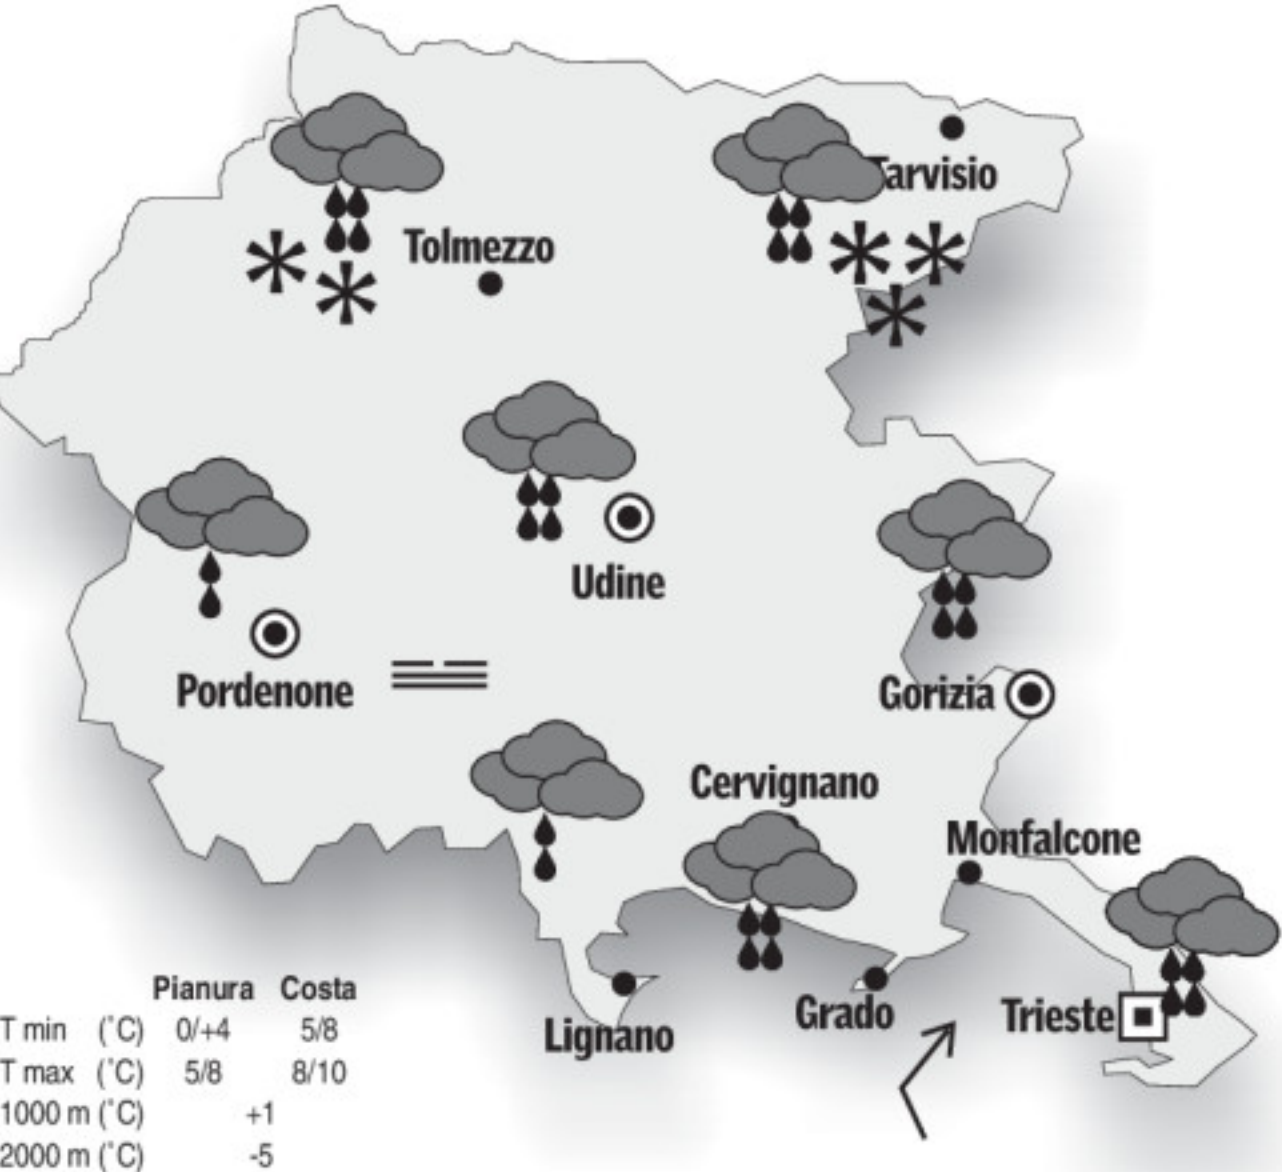 Tarvisio
Tolmezzo
Udine
Pordenone
Gorizia
Cervignano
Monfalcone
Pianura Costa
Lignano
Grado
Trieste
T min (°C) 0/+4 5/8
T max (°C) 5/8 8/10
1000 m (°C) +1
2000 m (°C) -5